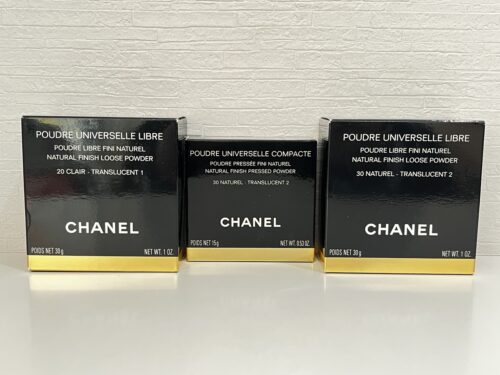 POUDRE UNIVERSELLE LIBRE
POUDRE LIBRE FINI NATUREL
NATURAL FINISH LOOSE POWDER
20 CLAIR - TRANSLUCENT 1
CHANEL
POIDS NET 30 g
NET WT. 1 OZ.
POUDRE UNIVERSELLE COMPACTE
POUDRE PRESSÉE FINI NATUREL
NATURAL FINISH PRESSED POWDER
30 NATUREL - TRANSLUCENT 2
CHANEL
POIDS NET 15 g
NET WT. 0.53 OZ.
POUDRE UNIVERSELLE LIBRE
POUDRE LIBRE FINI NATUREL
NATURAL FINISH LOOSE POWDER
30 NATUREL - TRANSLUCENT 2
CHANEL
POIDS NET 30 g
NET WT. 1 OZ.